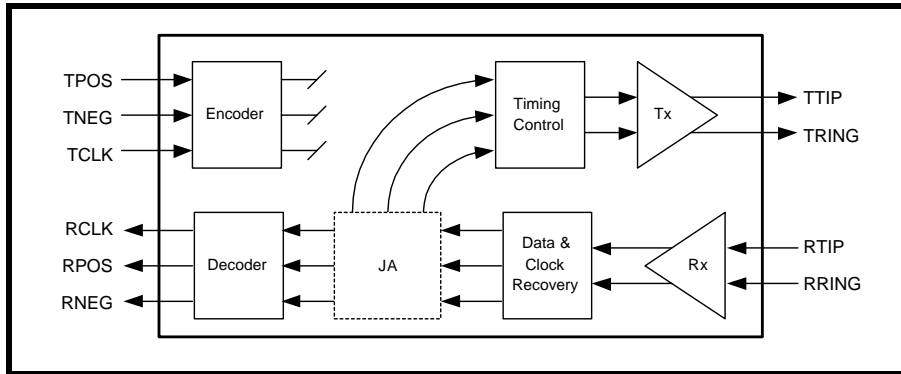 TPOS
TNEG
TCLK
Encoder
Timing
Control
Tx
TTIP
TRING
RCLK
RPOS
RNEG
Decoder
JA
Data &
Clock
Recovery
Rx
RTIP
RRING